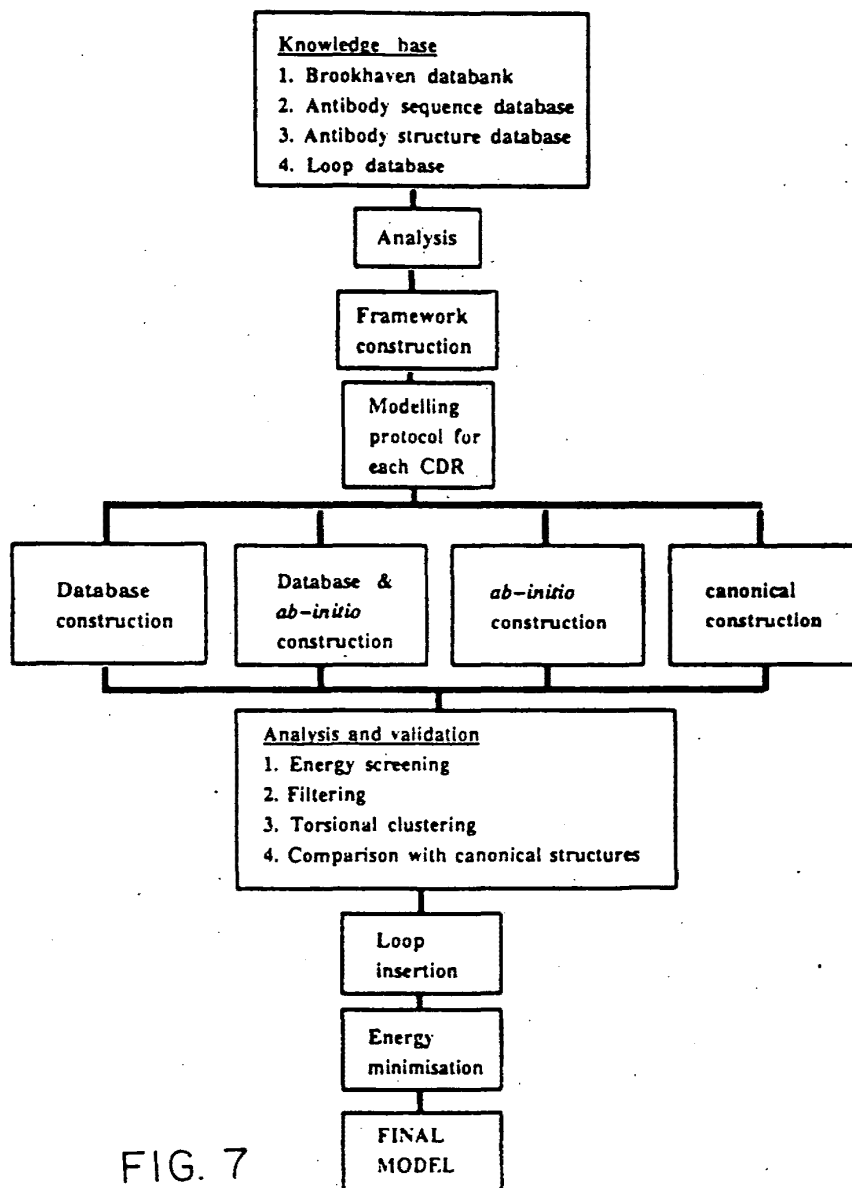 Knowledge base
1. Brookhaven databank
2. Antibody sequence database
3. Antibody structure database
4. Loop database
Analysis
Framework
construction
Modelling
protocol for
each CDR
Database
construction
Database &
ab-initio
construction
ab-initio
construction
canonical
construction
Analysis and validation
1. Energy screening
2. Filtering
3. Torsional clustering
4. Comparison with canonical structures
Loop
insertion
Energy
minimisation
FINAL
MODEL
FIG. 7